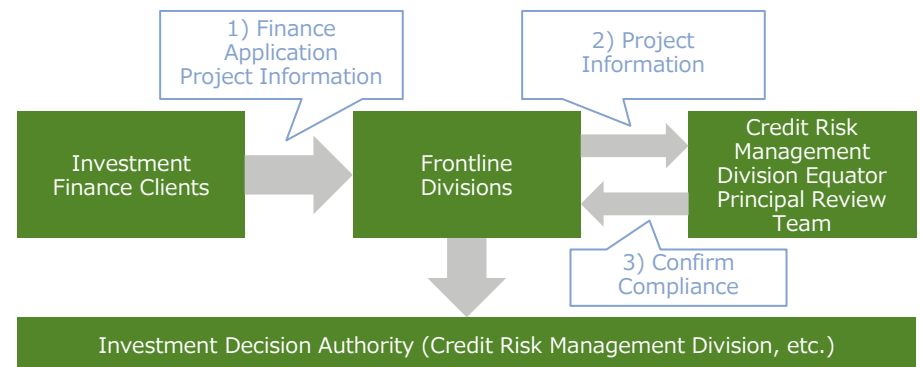 1) Finance
Application
Project Information
2) Project
Information
Investment
Finance Clients
Frontline
Divisions
Credit Risk
Management
Division Equator
Principal Review
Team
3) Confirm
Compliance
Investment Decision Authority (Credit Risk Management Division, etc.)